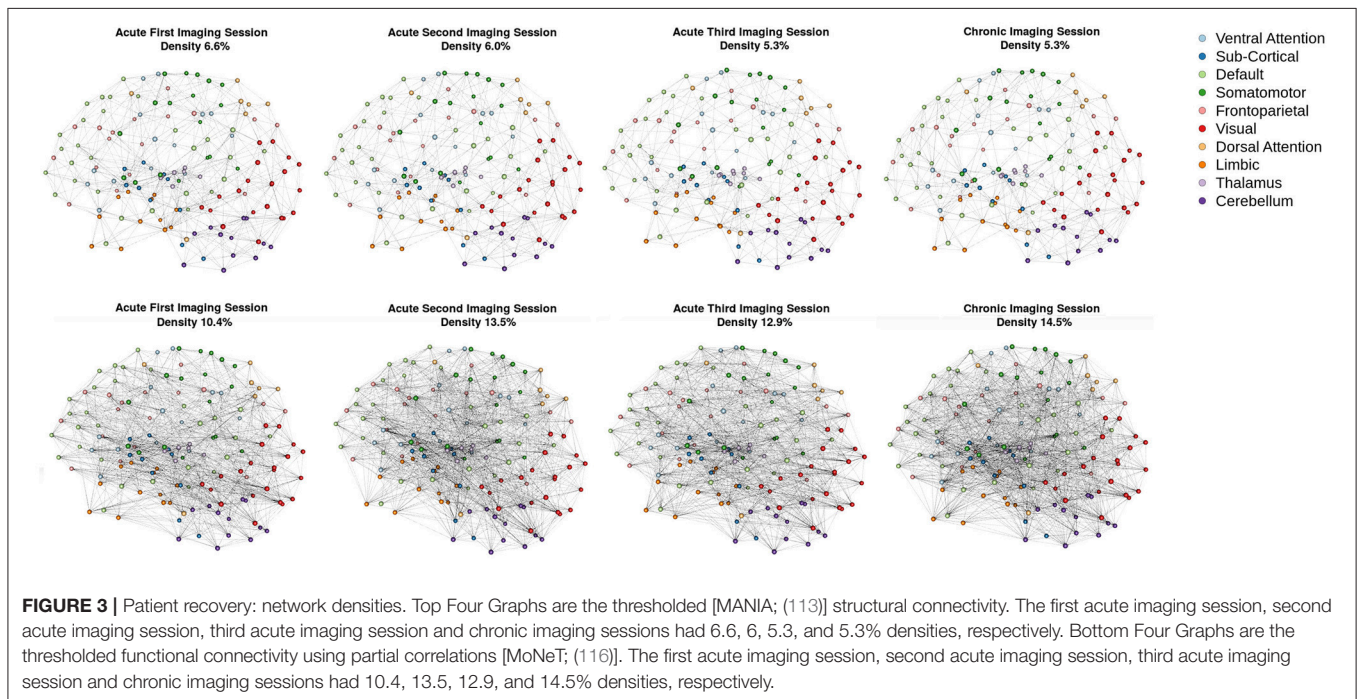 Acute First Imaging Session
Density 6.6%
Acute Second Imaging Session
Density 6.0%
Acute Third Imaging Session
Density 5.3%
Chronic Imaging Session
Density 5.3%
Ventral Attention
Sub-Cortical
Default
Somatomotor
Frontoparietal
Visual
Dorsal Attention
Limbic
Thalamus
Cerebellum
Acute First Imaging Session
Density 10.4%
Acute Second Imaging Session
Density 13.5%
Acute Third Imaging Session
Density 12.9%
Chronic Imaging Session
Density 14.5%
FIGURE 3 | Patient recovery: network densities. Top Four Graphs are the thresholded [MANIA; (113)] structural connectivity. The first acute imaging session, second
acute imaging session, third acute imaging session and chronic imaging sessions had 6.6, 6, 5.3, and 5.3% densities, respectively. Bottom Four Graphs are the
thresholded functional connectivity using partial correlations [MoNeT; (116)]. The first acute imaging session, second acute imaging session, third acute imaging
session and chronic imaging sessions had 10.4, 13.5, 12.9, and 14.5% densities, respectively.